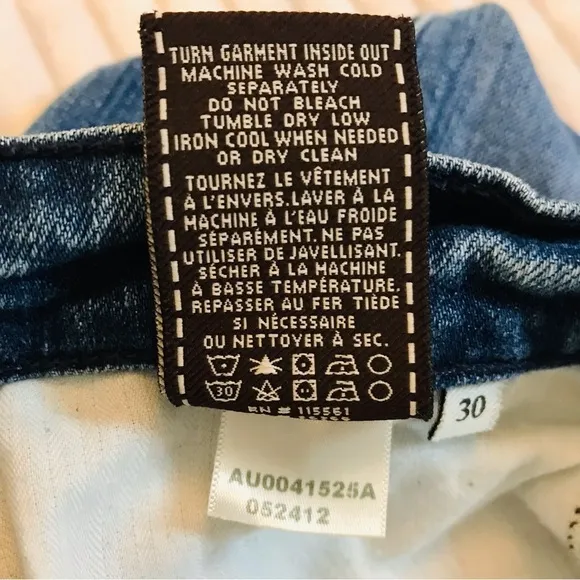 TURN GARMENT INSIDE OUT
MACHINE WASH COLD
SEPARATELY
DO NOT BLEACH
TUMBLE DRY LOW
IRON COOL WHEN NEEDED
OR DRY CLEAN
TOURNEZ LE VÊTEMENT
À L'ENVERS. LAVER À LA
MACHINE À L'EAU FROIDE
SÉPARÉMENT. NE PAS
UTILISER DE JAVELLISANT.
SÉCHER À LA MACHINE
À BASSE TEMPÉRATURE.
REPASSER AU FER TIÈDE
SI NÉCESSAIRE
OU NETTOYER À SEC.
30
RN # 115561
30
AU0041525A
052412